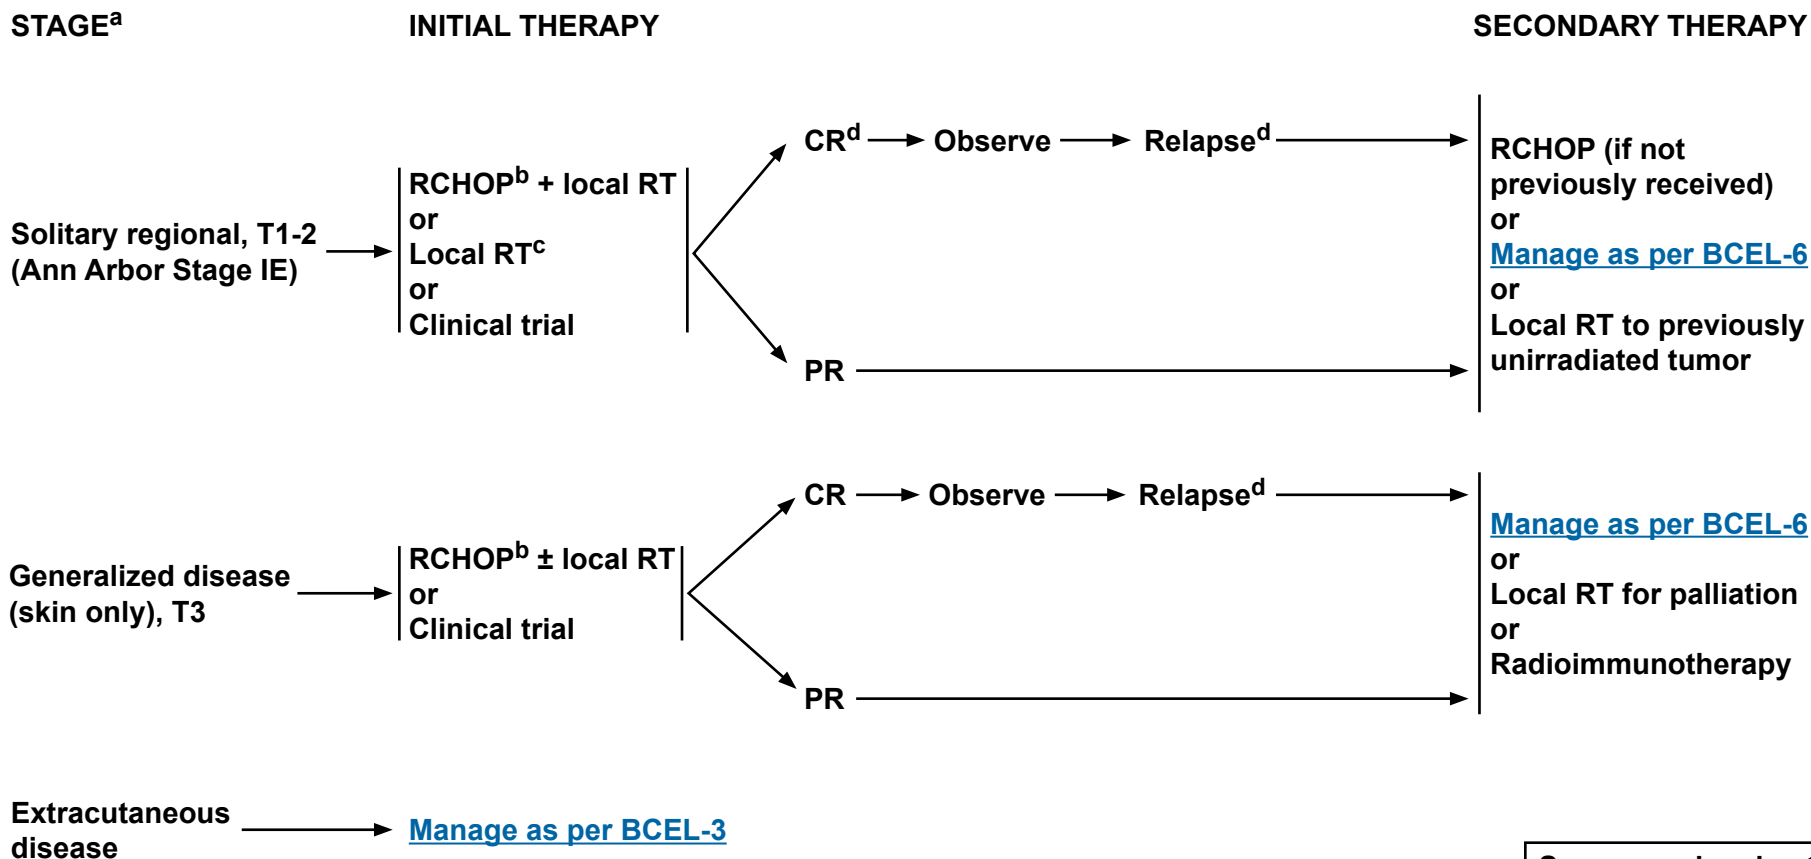 STAGEᵃ
INITIAL THERAPY
SECONDARY THERAPY
Solitary regional, T1-2
(Ann Arbor Stage IE)
RCHOPᵇ + local RT
or
Local RTᶜ
or
Clinical trial
CRᵈ
Observe
Relapseᵈ
PR
RCHOP (if not
previously received)
or
Manage as per BCEL-6
or
Local RT to previously
unirradiated tumor
Generalized disease
(skin only), T3
RCHOPᵇ ± local RT
or
Clinical trial
CR
Observe
Relapseᵈ
PR
Manage as per BCEL-6
or
Local RT for palliation
or
Radioimmunotherapy
Extracutaneous
disease
Manage as per BCEL-3